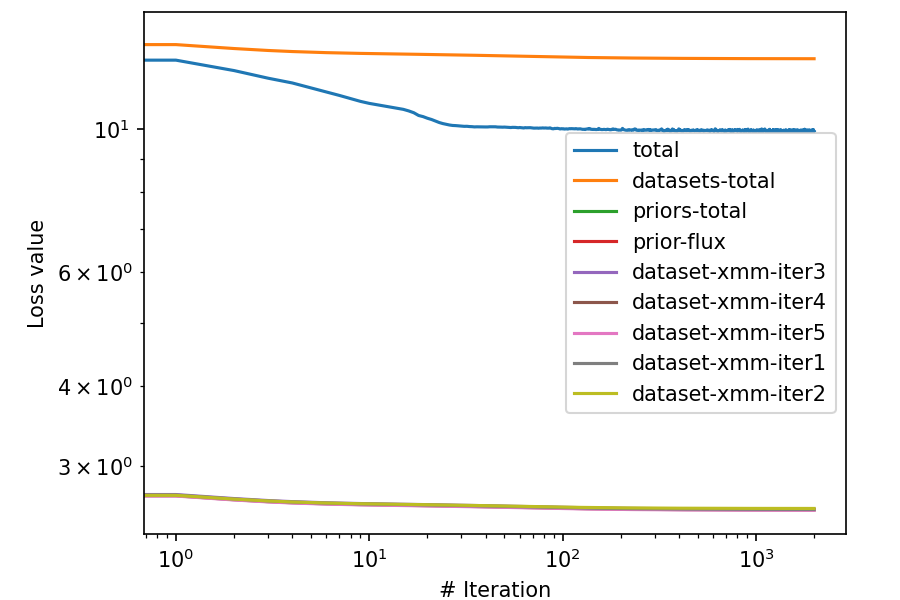 10¹
6 × 10⁰
4 × 10⁰
3 × 10⁰
Loss value
total
datasets-total
priors-total
prior-flux
dataset-xmm-iter3
dataset-xmm-iter4
dataset-xmm-iter5
dataset-xmm-iter1
dataset-xmm-iter2
10⁰ 10¹ 10² 10³
# Iteration